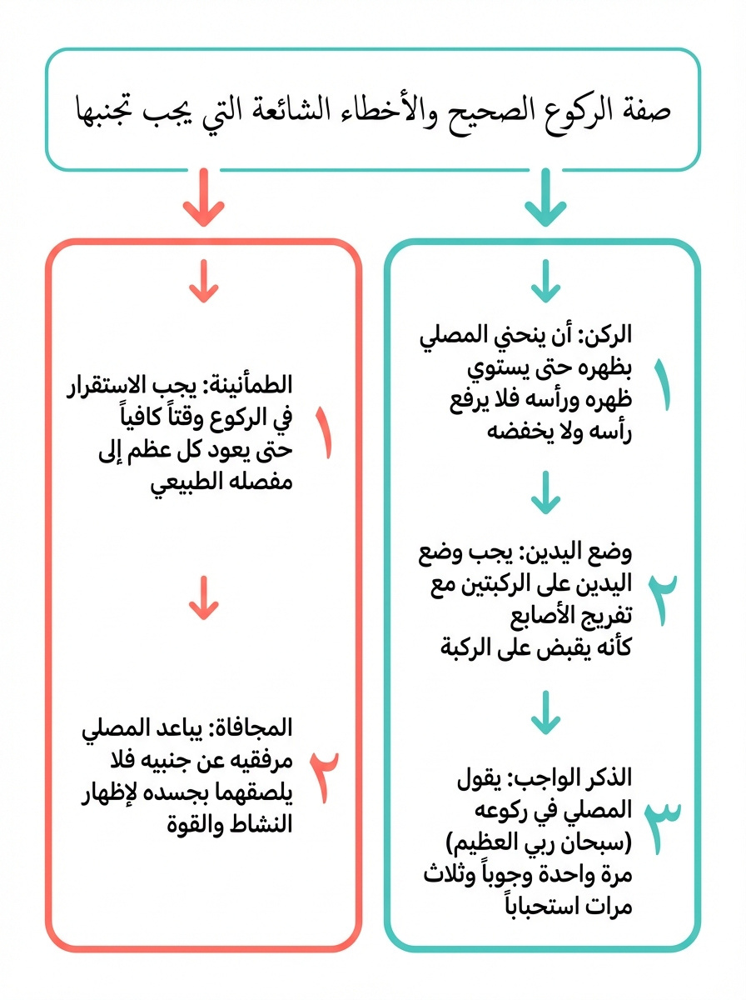 صفة الركوع الصحيح والأخطاء الشائعة التي يجب تجنبها
١
الركن: أن ينحني المصلي
بظهره حتى يستوي
ظهره ورأسه فلا يرفع
رأسه ولا يخفضه
٢
وضع اليدين: يجب وضع
اليدين على الركبتين مع
تفريج الأصابع
كأنه يقبض على الركبة
٣
الذكر الواجب: يقول
المصلي في ركوعه
(سبحان ربي العظيم)
مرة واحدة وجوباً وثلاث
مرات استحباباً
١
الطمأنينة: يجب الاستقرار
في الركوع وقتاً كافياً
حتى يعود كل عظم إلى
مفصله الطبيعي
٢
المجافاة: يباعد المصلي
مرفقيه عن جنبيه فلا
يلصقهما بجسده لإظهار
النشاط والقوة